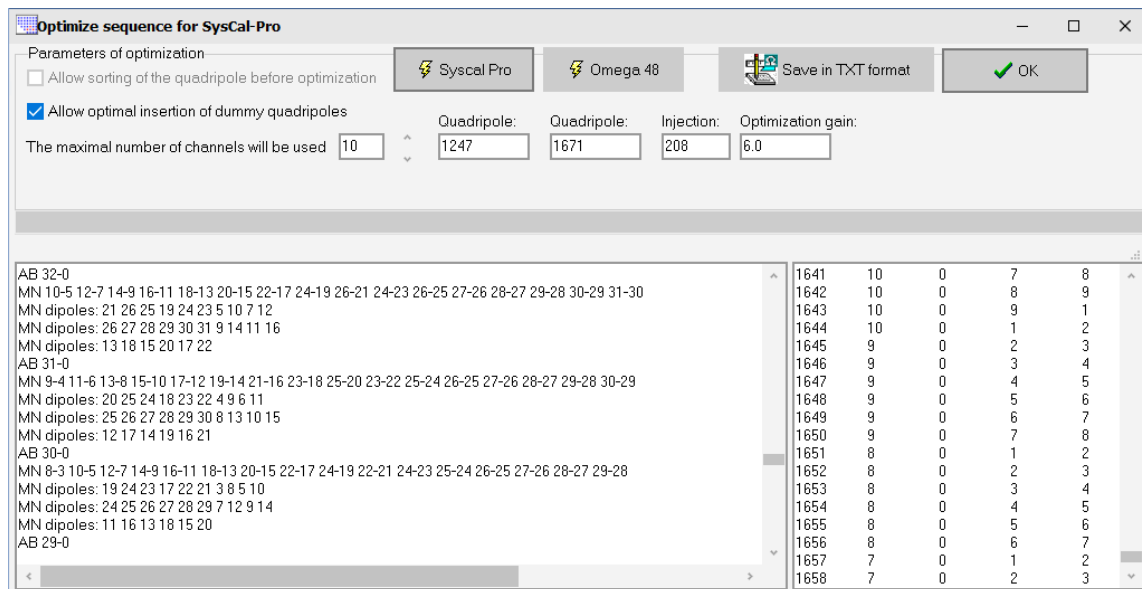 Optimize sequence for SysCal-Pro
Parameters of optimization
Allow sorting of the quadripole before optimization
Syscal Pro
Omega 48
Save in TXT format
OK
Allow optimal insertion of dummy quadripoles
Quadripole: Quadripole: Injection: Optimization gain:
The maximal number of channels will be used 10 1247 1671 208 6.0
AB 32-0
MN 10-5 12-7 14-9 16-11 18-13 20-15 22-17 24-19 26-21 24-23 26-25 27-26 28-27 29-28 30-29 31-30
MN dipoles: 21 26 25 19 24 23 5 10 7 12
MN dipoles: 26 27 28 29 30 31 9 14 11 16
MN dipoles: 13 18 15 20 17 22
AB 31-0
MN 9-4 11-6 13-8 15-10 17-12 19-14 21-16 23-18 25-20 23-22 25-24 26-25 27-26 28-27 29-28 30-29
MN dipoles: 20 25 24 18 23 22 4 9 6 11
MN dipoles: 25 26 27 28 29 30 8 13 10 15
MN dipoles: 12 17 14 19 16 21
AB 30-0
MN 8-3 10-5 12-7 14-9 16-11 18-13 20-15 22-17 24-19 22-21 24-23 25-24 26-25 27-26 28-27 29-28
MN dipoles: 19 24 23 17 22 21 3 8 5 10
MN dipoles: 24 25 26 27 28 29 7 12 9 14
MN dipoles: 11 16 13 18 15 20
AB 29-0
1641 10 0 7 8
1642 10 0 8 9
1643 10 0 9 1
1644 10 0 1 2
1645 9 0 2 3
1646 9 0 3 4
1647 9 0 4 5
1648 9 0 5 6
1649 9 0 6 7
1650 9 0 7 8
1651 8 0 1 2
1652 8 0 2 3
1653 8 0 3 4
1654 8 0 4 5
1655 8 0 5 6
1656 8 0 6 7
1657 7 0 1 2
1658 7 0 2 3